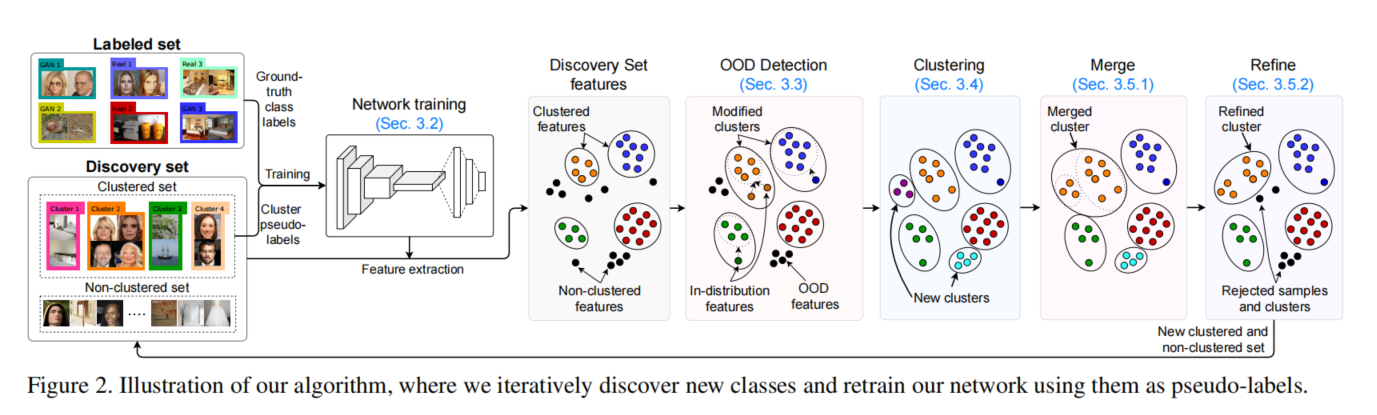 Labeled set
GAN 1
Real 1
Real 3
GAN 2
Real 2
GAN 3
Ground-
truth
class
labels
Discovery set
Clustered set
Cluster 1
Cluster 2
Cluster 3
Cluster 4
Non-clustered set
....
Training
Cluster
pseudo-
labels
Network training
(Sec. 3.2)
Feature extraction
Discovery Set
features
Clustered
features
Non-clustered
features
OOD Detection
(Sec. 3.3)
Modified
clusters
In-distribution
features
OOD
features
Clustering
(Sec. 3.4)
New clusters
Merge
(Sec. 3.5.1)
Merged
cluster
Refine
(Sec. 3.5.2)
Refined
cluster
Rejected samples
and clusters
New clustered and
non-clustered set
Figure 2. Illustration of our algorithm, where we iteratively discover new classes and retrain our network using them as pseudo-labels.